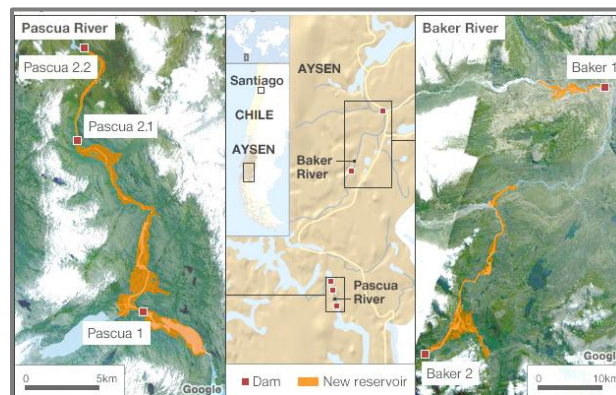 Pascua River
Pascua 2.2
Pascua 2.1
Pascua 1
0 5km
Google
Santiago
CHILE
AYSEN
AYSEN
Baker
River
Pascua
River
Dam New reservoir
Baker River
Baker 1
Baker 2
Google
0 10km